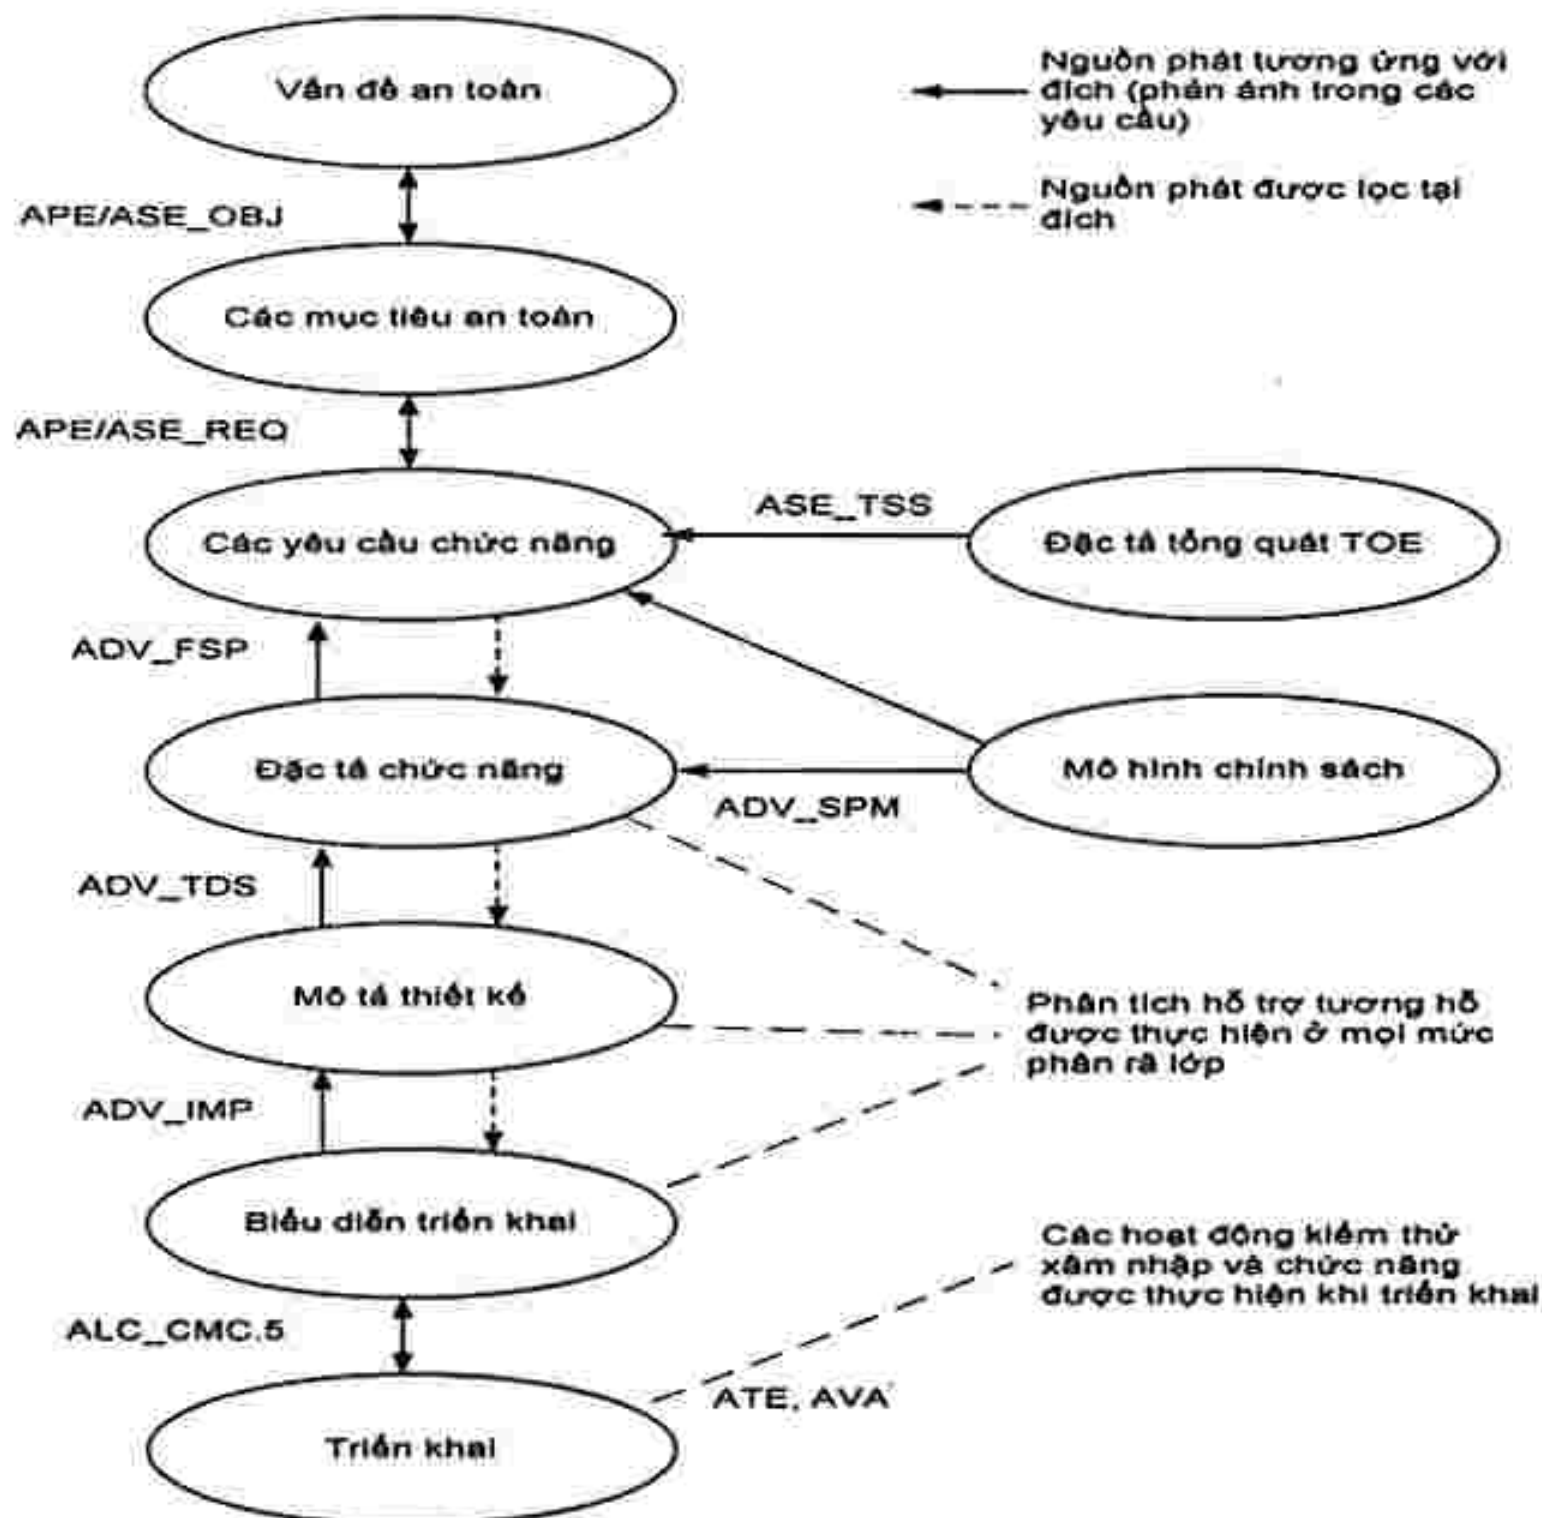 Vấn đề an toàn
Nguồn phát tương ứng với
đích (phản ánh trong các
yêu cầu)
Nguồn phát được lọc tại
đích
APE/ASE_OBJ
Các mục tiêu an toàn
APE/ASE_REQ
Các yêu cầu chức năng
ASE_TSS
Đặc tả tổng quát TOE
ADV_FSP
Đặc tả chức năng
ADV_SPM
Mô hình chính sách
ADV_TDS
Mô tả thiết kế
Phân tích hỗ trợ tương hỗ
được thực hiện ở mọi mức
phân rã lớp
ADV_IMP
Biểu diễn triển khai
Các hoạt động kiểm thử
xâm nhập và chức năng
được thực hiện khi triển khai
ALC_CMC.5
ATE, AVA
Triển khai